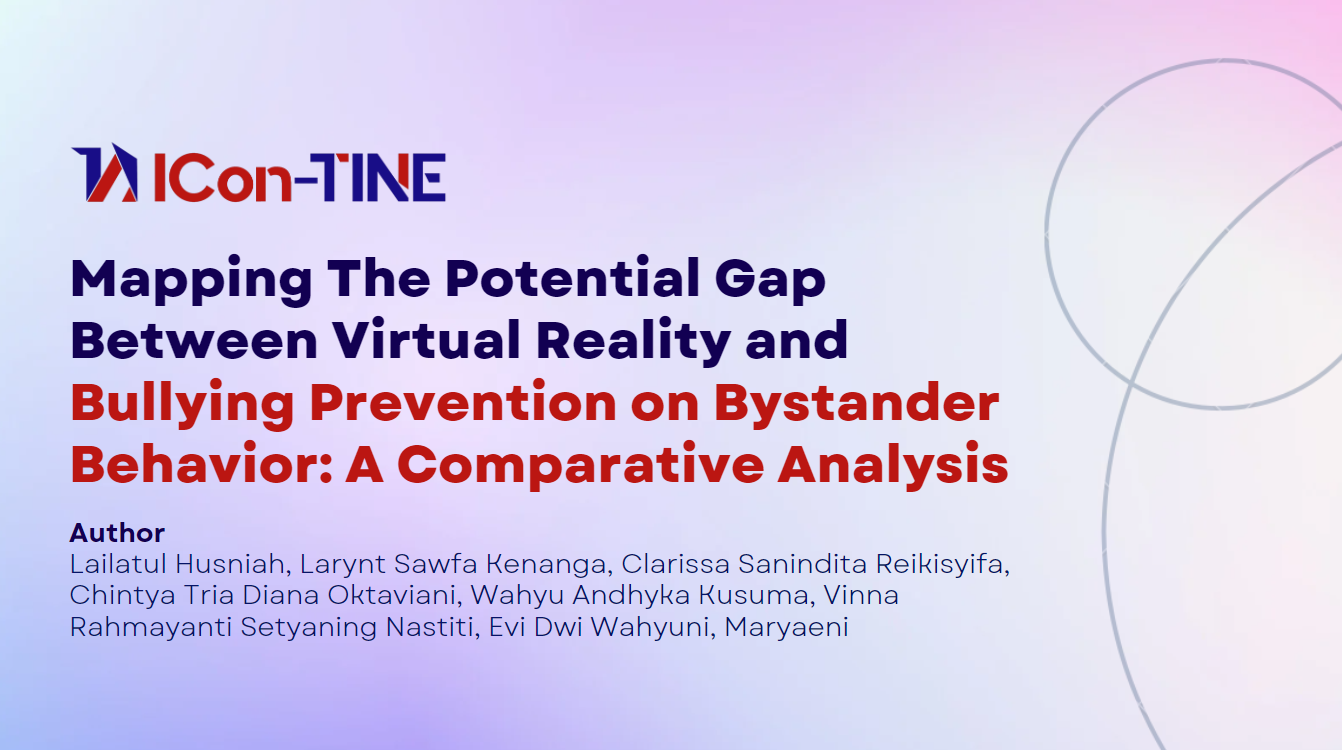 ICon-TINE
Mapping The Potential Gap
Between Virtual Reality and
Bullying Prevention on Bystander
Behavior: A Comparative Analysis
Author
Lailatul Husniah, Larynt Sawfa Kenanga, Clarissa Sanindita Reikisyifa,
Chintya Tria Diana Oktaviani, Wahyu Andhyka Kusuma, Vinna
Rahmayanti Setyaning Nastiti, Evi Dwi Wahyuni, Maryaeni